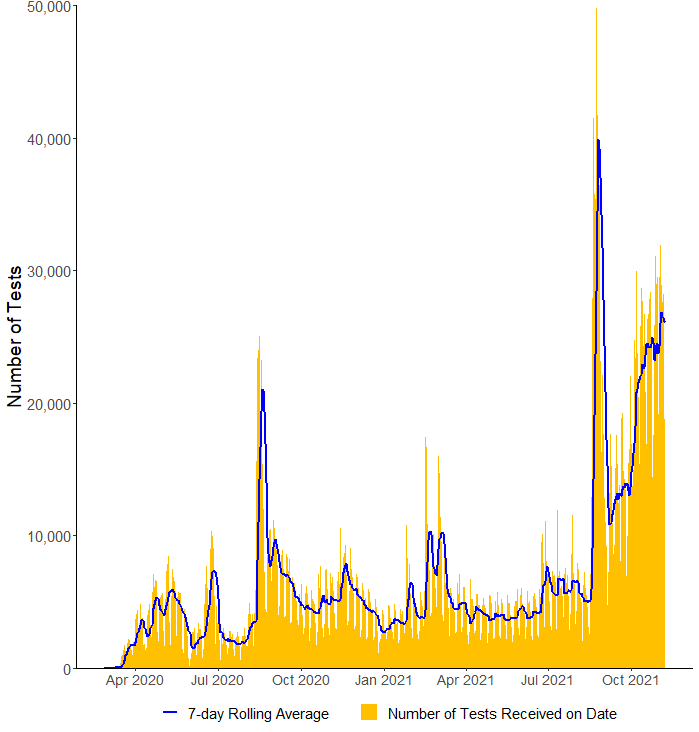 50,000
40,000
30,000
20,000
10,000
0
Number of Tests
Apr 2020 Jul 2020 Oct 2020 Jan 2021 Apr 2021 Jul 2021 Oct 2021
7-day Rolling Average Number of Tests Received on Date